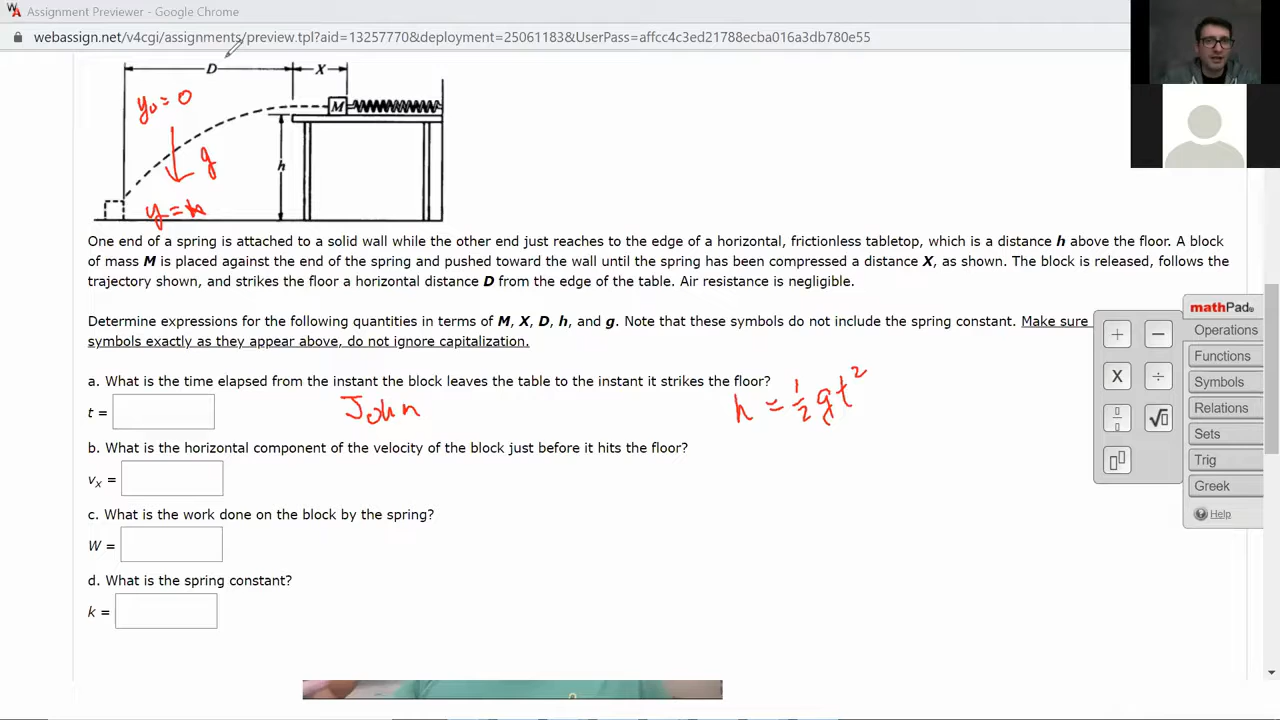 Assignment Previewer - Google Chrome
webassign.net/v4cgi/assignments/preview.tpl?aid=13257770&deployment=25061183&UserPass=affcc4c3ed21788ecba016a3db780e55
D X
y₀ = 0
M
g
h
y =
One end of a spring is attached to a solid wall while the other end just reaches to the edge of a horizontal, frictionless tabletop, which is a distance h above the floor. A block
of mass M is placed against the end of the spring and pushed toward the wall until the spring has been compressed a distance X, as shown. The block is released, follows the
trajectory shown, and strikes the floor a horizontal distance D from the edge of the table. Air resistance is negligible.
Determine expressions for the following quantities in terms of M, X, D, h, and g. Note that these symbols do not include the spring constant. Make sure
symbols exactly as they appear above, do not ignore capitalization.
a. What is the time elapsed from the instant the block leaves the table to the instant it strikes the floor?
t =
John
h = 1/2 gt²
b. What is the horizontal component of the velocity of the block just before it hits the floor?
vₓ =
c. What is the work done on the block by the spring?
W =
d. What is the spring constant?
k =
mathPad
Operations
Functions
Symbols
Relations
Sets
Trig
Greek
Help
+ −
X ÷